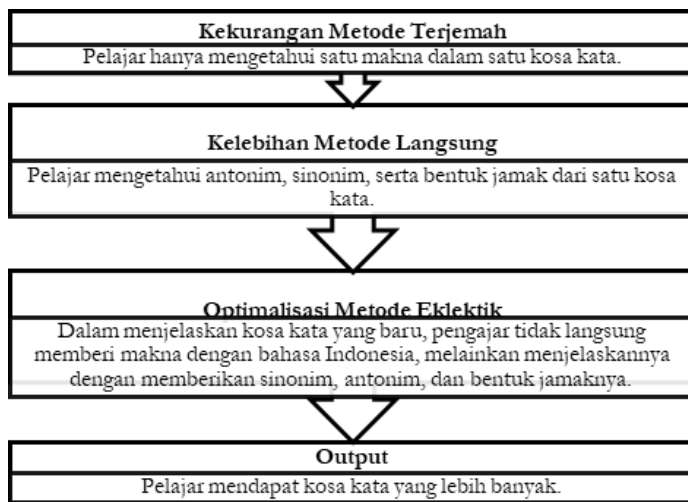 Kekurangan Metode Terjemah
Pelajar hanya mengetahui satu makna dalam satu kosa kata.
Kelebihan Metode Langsung
Pelajar mengetahui antonim, sinonim, serta bentuk jamak dari satu kosa
kata.
Optimalisasi Metode Eklektik
Dalam menjelaskan kosa kata yang baru, pengajar tidak langsung
memberi makna dengan bahasa Indonesia, melainkan menjelaskannya
dengan memberikan sinonim, antonim, dan bentuk jamaknya.
Output
Pelajar mendapat kosa kata yang lebih banyak.